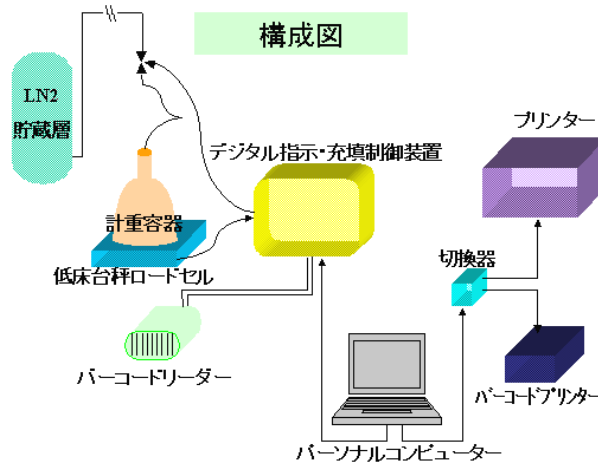 構成図
LN2
貯蔵層
プリンター
デジタル指示・充填制御装置
計重容器
切換器
低床台秤ロードセル
バーコードリーダー
バーコードプリンター
パーソナルコンピューター